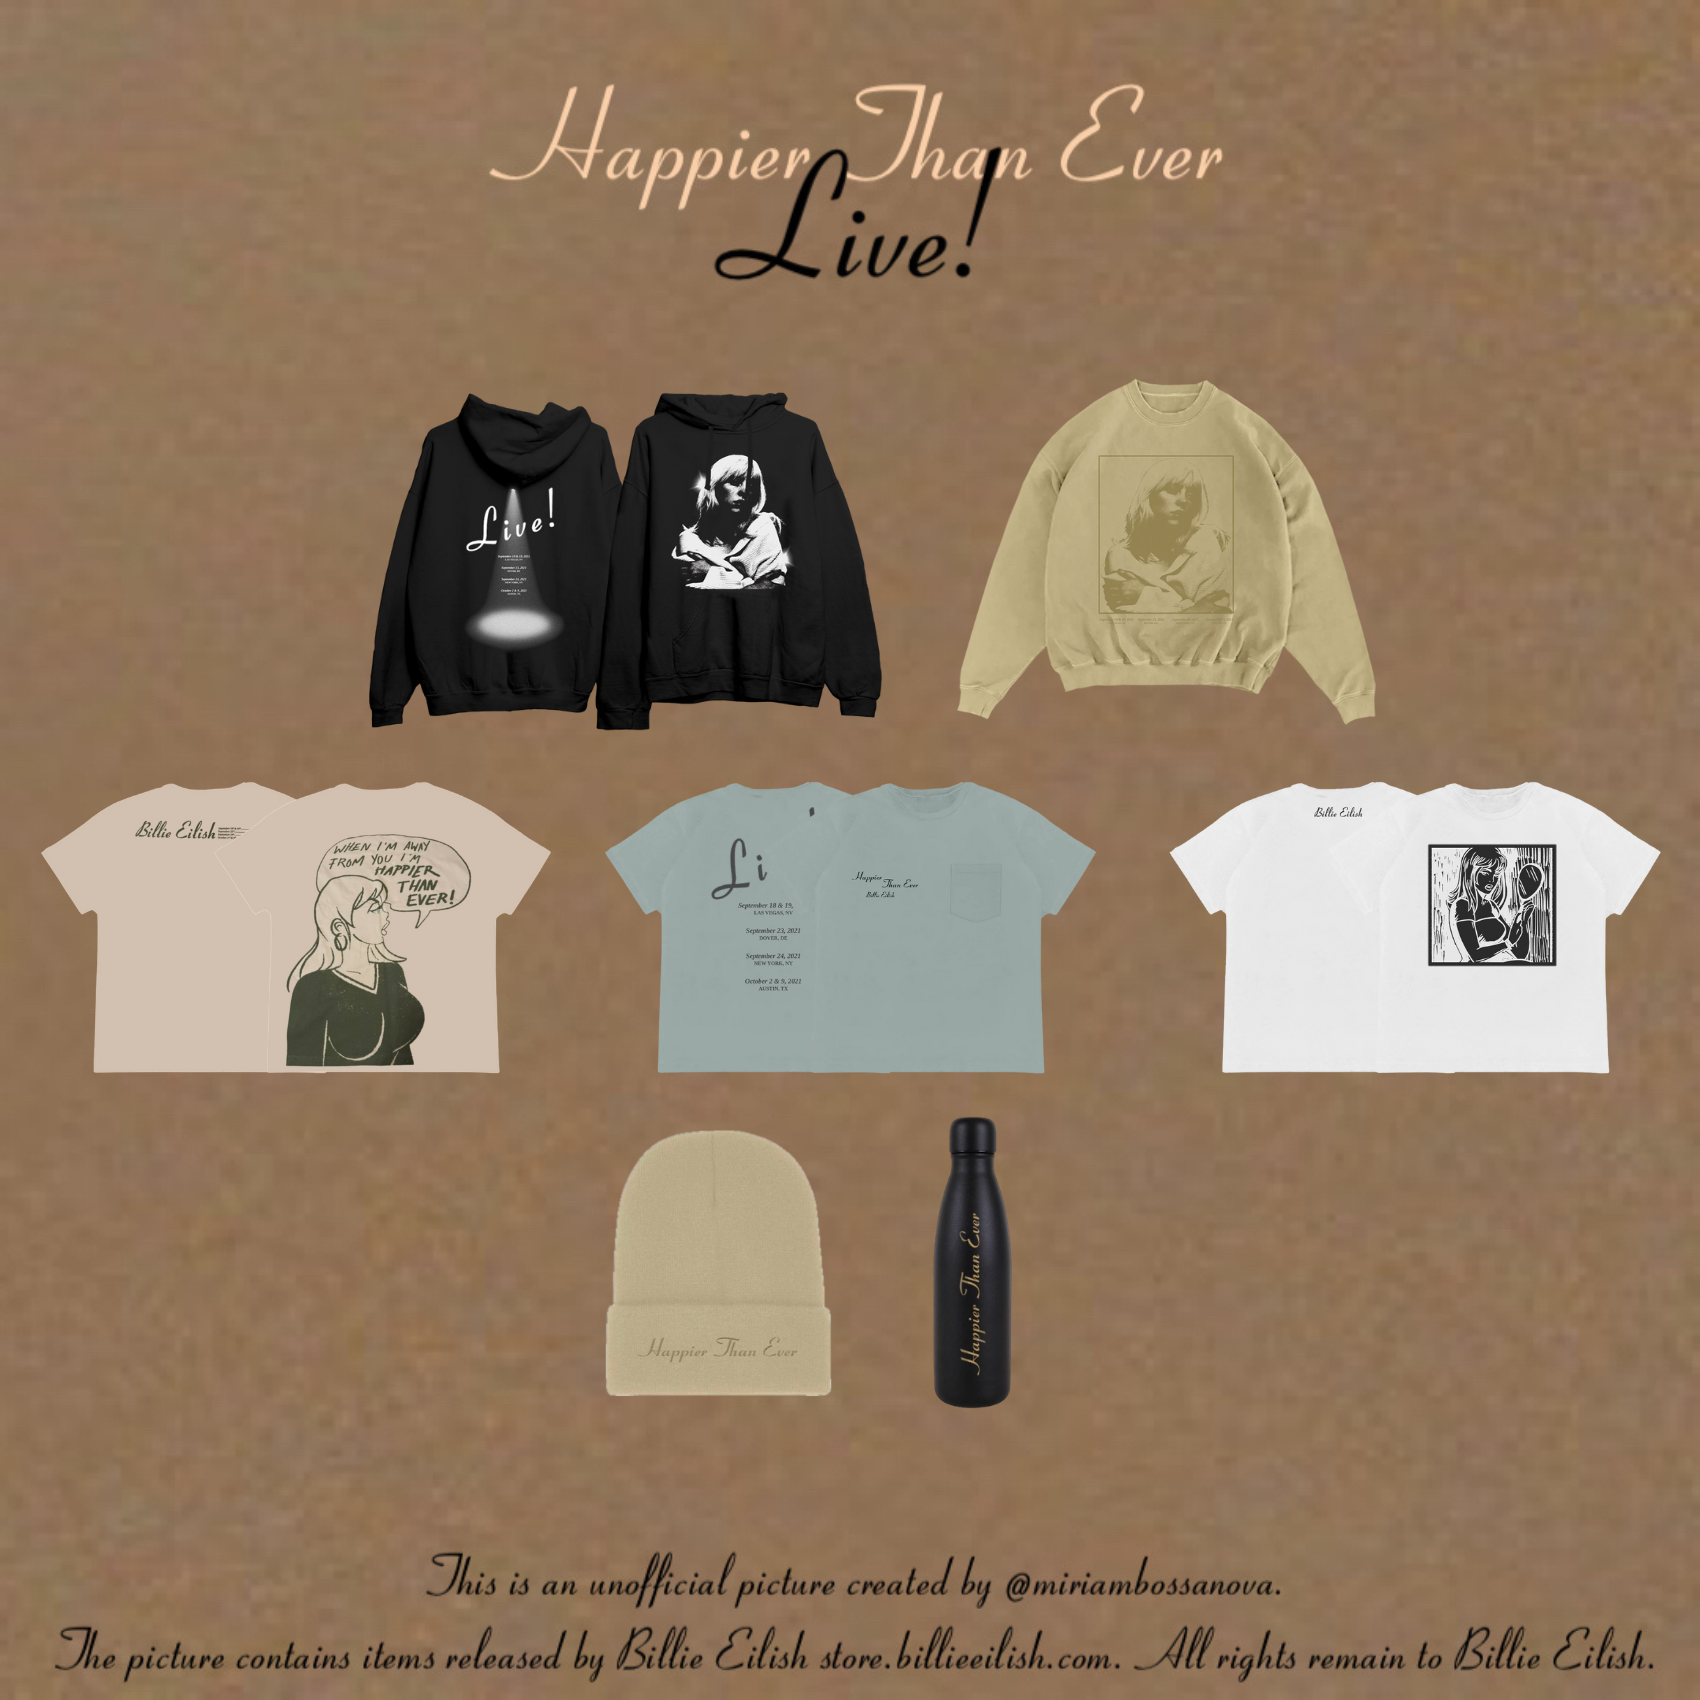 Happier Than Ever
Live!
Live!
Billie Eilish
WHEN I'M AWAY
FROM YOU I'M
HAPPIER
THAN
EVER!
Li
September 18 & 19,
LAS VEGAS, NV
September 23, 2021
DOVER, DE
September 24, 2021
NEW YORK, NY
October 2 & 9, 2021
AUSTIN, TX
Happier
Than Ever
Billie Eilish
Billie Eilish
Happier Than Ever
Happier Than Ever
This is an unofficial picture created by @miriambossanova.
The picture contains items released by Billie Eilish store.billieeilish.com. All rights remain to Billie Eilish.